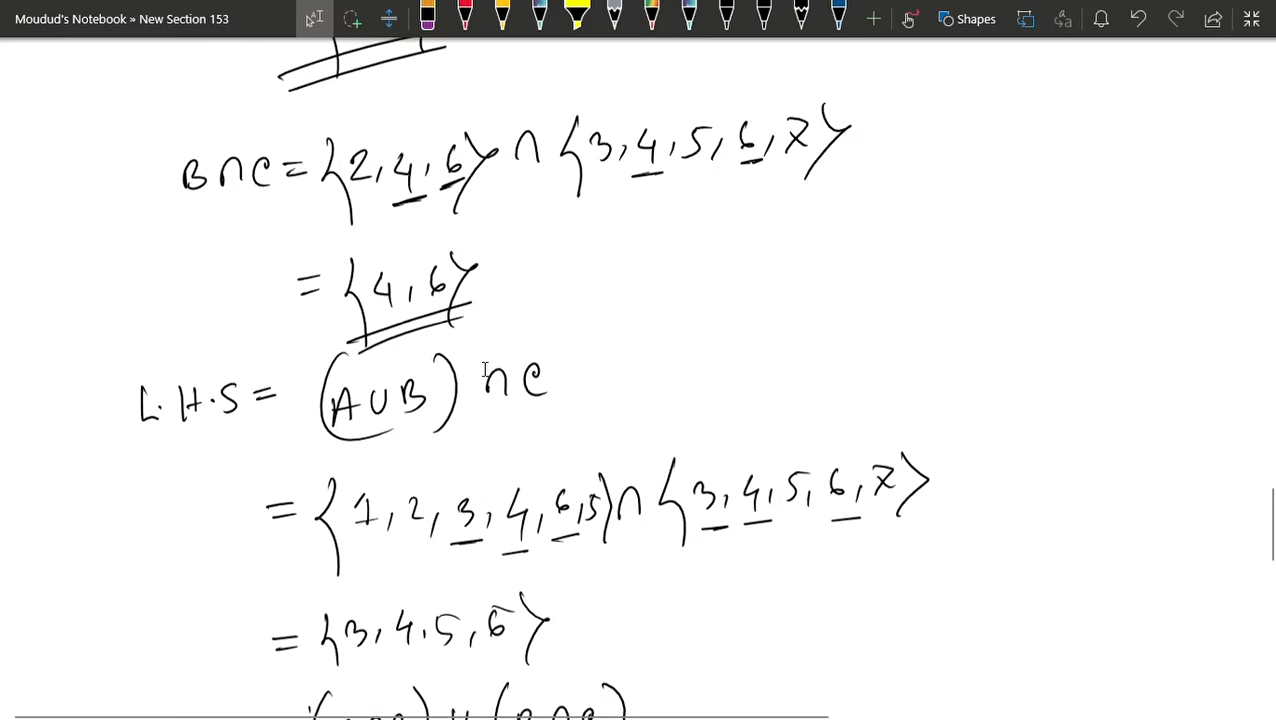 Moudud's Notebook » New Section 153
Shapes
B∩C = {2, 4, 6} ∩ {3, 4, 5, 6, 7}
= {4, 6}
L.H.S = (A∪B) ∩ C
= {1, 2, 3, 4, 6, 5} ∩ {3, 4, 5, 6, 7}
= {3, 4, 5, 6}